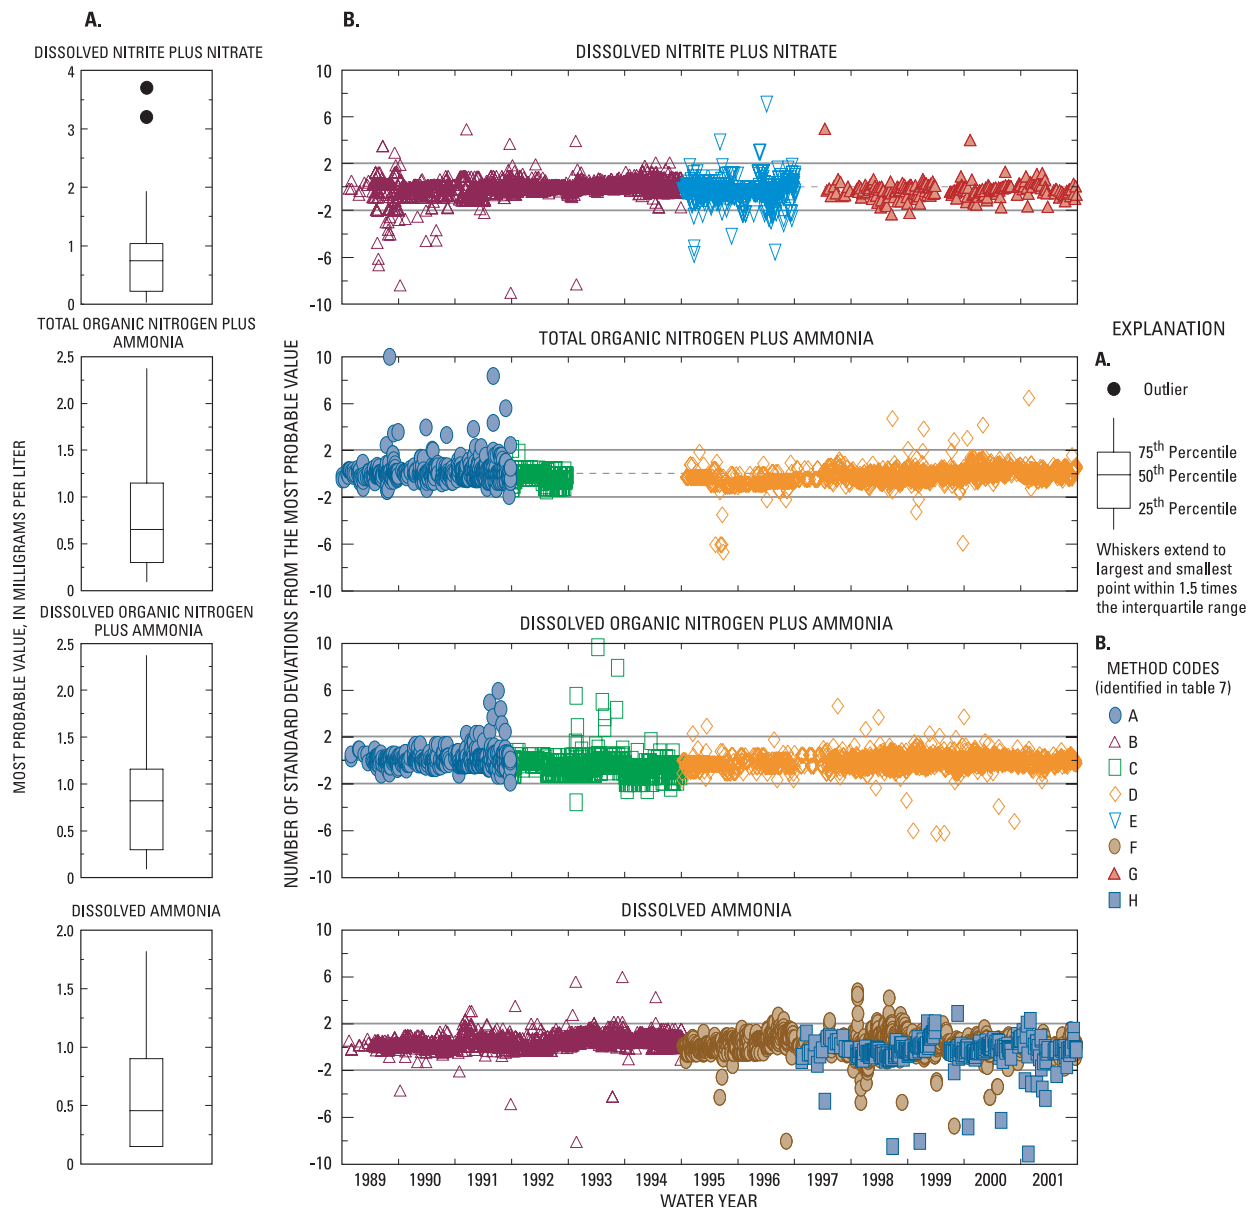 A.
B.
DISSOLVED NITRITE PLUS NITRATE
DISSOLVED NITRITE PLUS NITRATE
4
3
2
1
0
10
6
2
-2
-6
-10
TOTAL ORGANIC NITROGEN PLUS
AMMONIA
TOTAL ORGANIC NITROGEN PLUS AMMONIA
2.5
2.0
1.5
1.0
0.5
0
10
6
2
-2
-6
-10
DISSOLVED ORGANIC NITROGEN
PLUS AMMONIA
DISSOLVED ORGANIC NITROGEN PLUS AMMONIA
2.5
2.0
1.5
1.0
0.5
0
10
6
2
-2
-6
-10
DISSOLVED AMMONIA
DISSOLVED AMMONIA
2.0
1.5
1.0
0.5
0
10
6
2
-2
-6
-10
1989 1990 1991 1992 1993 1994 1995 1996 1997 1998 1999 2000 2001
WATER YEAR
MOST PROBABLE VALUE, IN MILLIGRAMS PER LITER
NUMBER OF STANDARD DEVIATIONS FROM THE MOST PROBABLE VALUE
EXPLANATION
A.
Outlier
75th Percentile
50th Percentile
25th Percentile
Whiskers extend to
largest and smallest
point within 1.5 times
the interquartile range
B.
METHOD CODES
(identified in table 7)
A
B
C
D
E
F
G
H